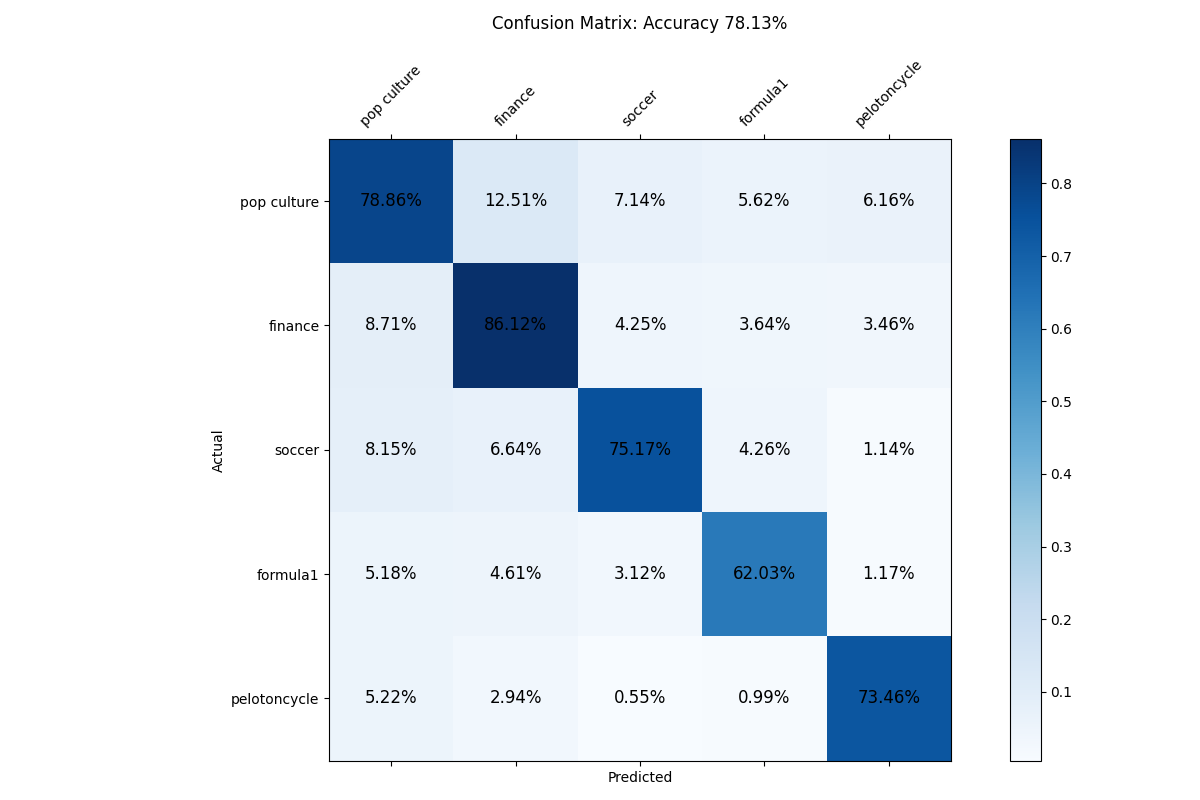 Confusion Matrix: Accuracy 78.13%
pop culture finance soccer formula1 pelotoncycle
pop culture 78.86% 12.51% 7.14% 5.62% 6.16%
finance 8.71% 86.12% 4.25% 3.64% 3.46%
soccer 8.15% 6.64% 75.17% 4.26% 1.14%
formula1 5.18% 4.61% 3.12% 62.03% 1.17%
pelotoncycle 5.22% 2.94% 0.55% 0.99% 73.46%
Actual
Predicted
0.8
0.7
0.6
0.5
0.4
0.3
0.2
0.1